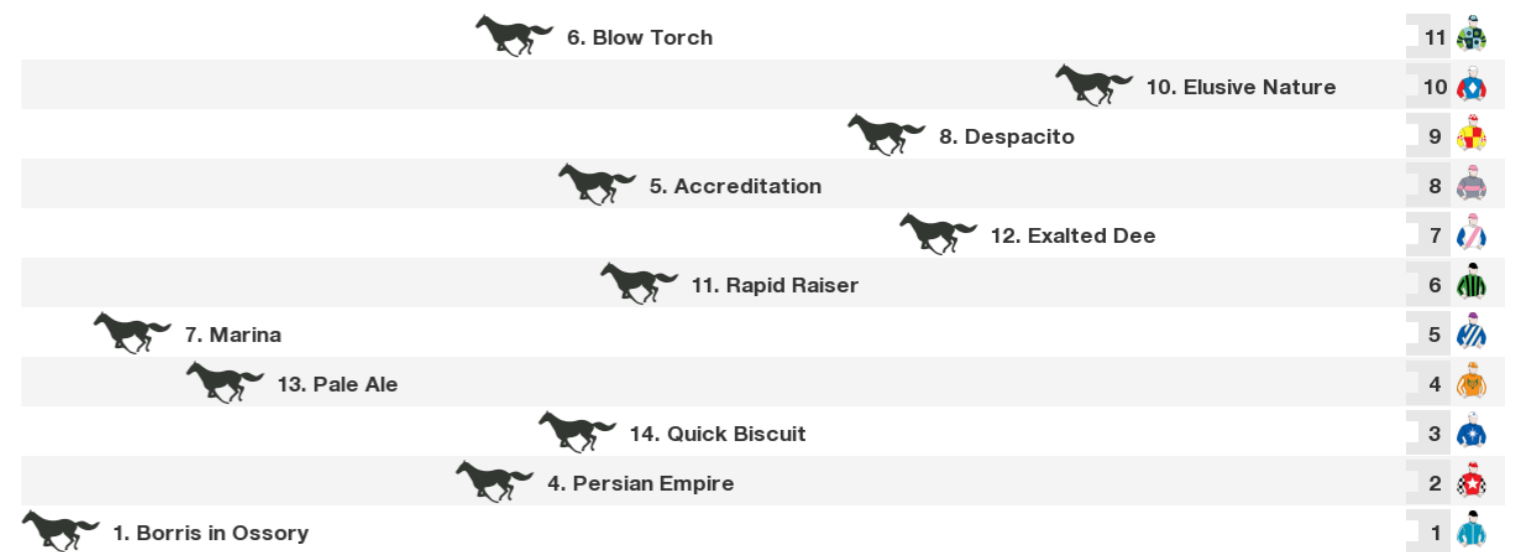 6. Blow Torch 11
10. Elusive Nature 10
8. Despacito 9
5. Accreditation 8
12. Exalted Dee 7
11. Rapid Raiser 6
7. Marina 5
13. Pale Ale 4
14. Quick Biscuit 3
4. Persian Empire 2
1. Borris in Ossory 1